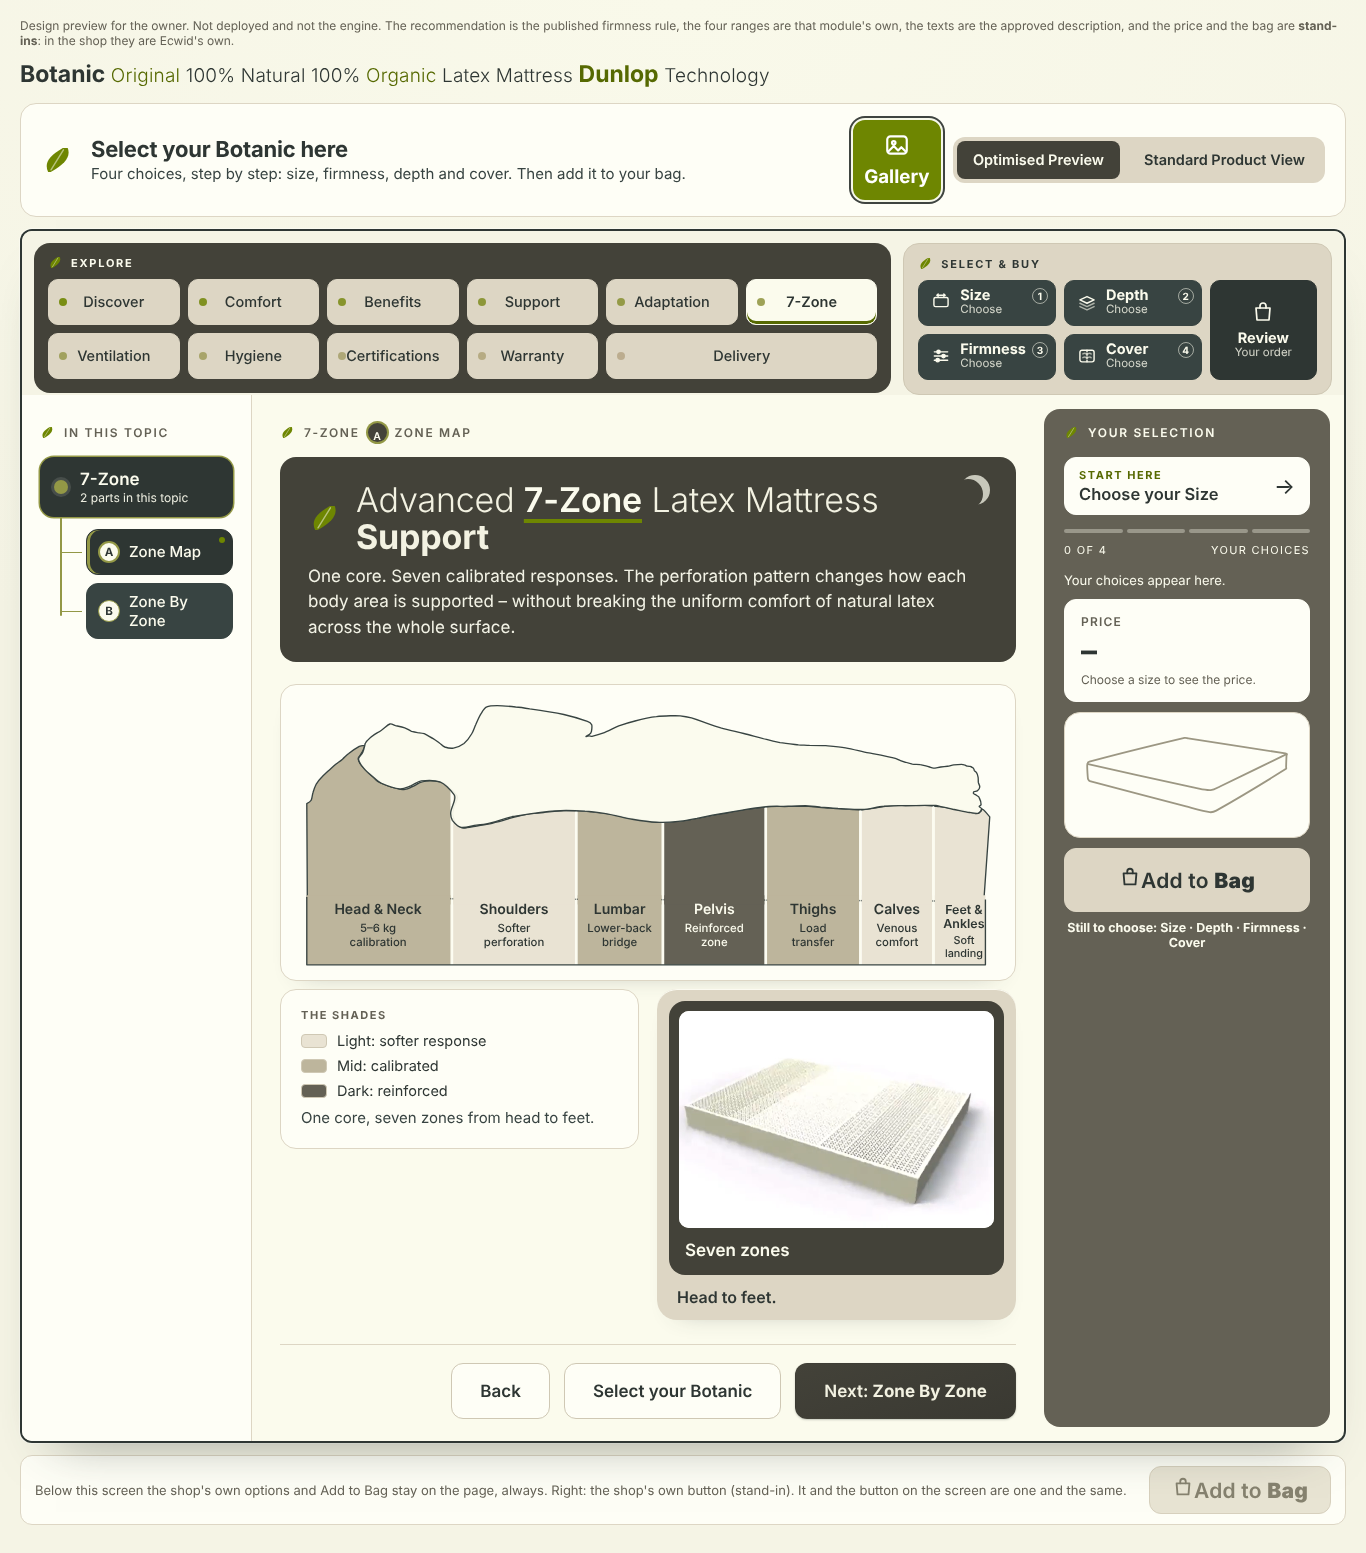 Design preview for the owner. Not deployed and not the engine. The recommendation is the published firmness rule, the four ranges are that module's own, the texts are the approved description, and the price and the bag are stand-
ins: in the shop they are Ecwid's own.
Botanic Original 100% Natural 100% Organic Latex Mattress Dunlop Technology
Select your Botanic here
Four choices, step by step: size, firmness, depth and cover. Then add it to your bag.
Gallery
Optimised Preview
Standard Product View
EXPLORE
Discover
Comfort
Benefits
Support
Adaptation
7-Zone
Ventilation
Hygiene
Certifications
Warranty
Delivery
SELECT & BUY
Size
Choose
1
Depth
Choose
2
Firmness
Choose
3
Cover
Choose
4
Review
Your order
IN THIS TOPIC
7-Zone
2 parts in this topic
A
Zone Map
B
Zone By
Zone
7-ZONE A ZONE MAP
Advanced 7-Zone Latex Mattress
Support
One core. Seven calibrated responses. The perforation pattern changes how each
body area is supported – without breaking the uniform comfort of natural latex
across the whole surface.
Head & Neck
5–6 kg
calibration
Shoulders
Softer
perforation
Lumbar
Lower-back
bridge
Pelvis
Reinforced
zone
Thighs
Load
transfer
Calves
Venous
comfort
Feet &
Ankles
Soft
landing
THE SHADES
Light: softer response
Mid: calibrated
Dark: reinforced
One core, seven zones from head to feet.
Seven zones
Head to feet.
Back
Select your Botanic
Next: Zone By Zone
YOUR SELECTION
START HERE
Choose your Size
0 OF 4
YOUR CHOICES
Your choices appear here.
PRICE
–
Choose a size to see the price.
Add to Bag
Still to choose: Size · Depth · Firmness ·
Cover
Below this screen the shop's own options and Add to Bag stay on the page, always. Right: the shop's own button (stand-in). It and the button on the screen are one and the same.
Add to Bag